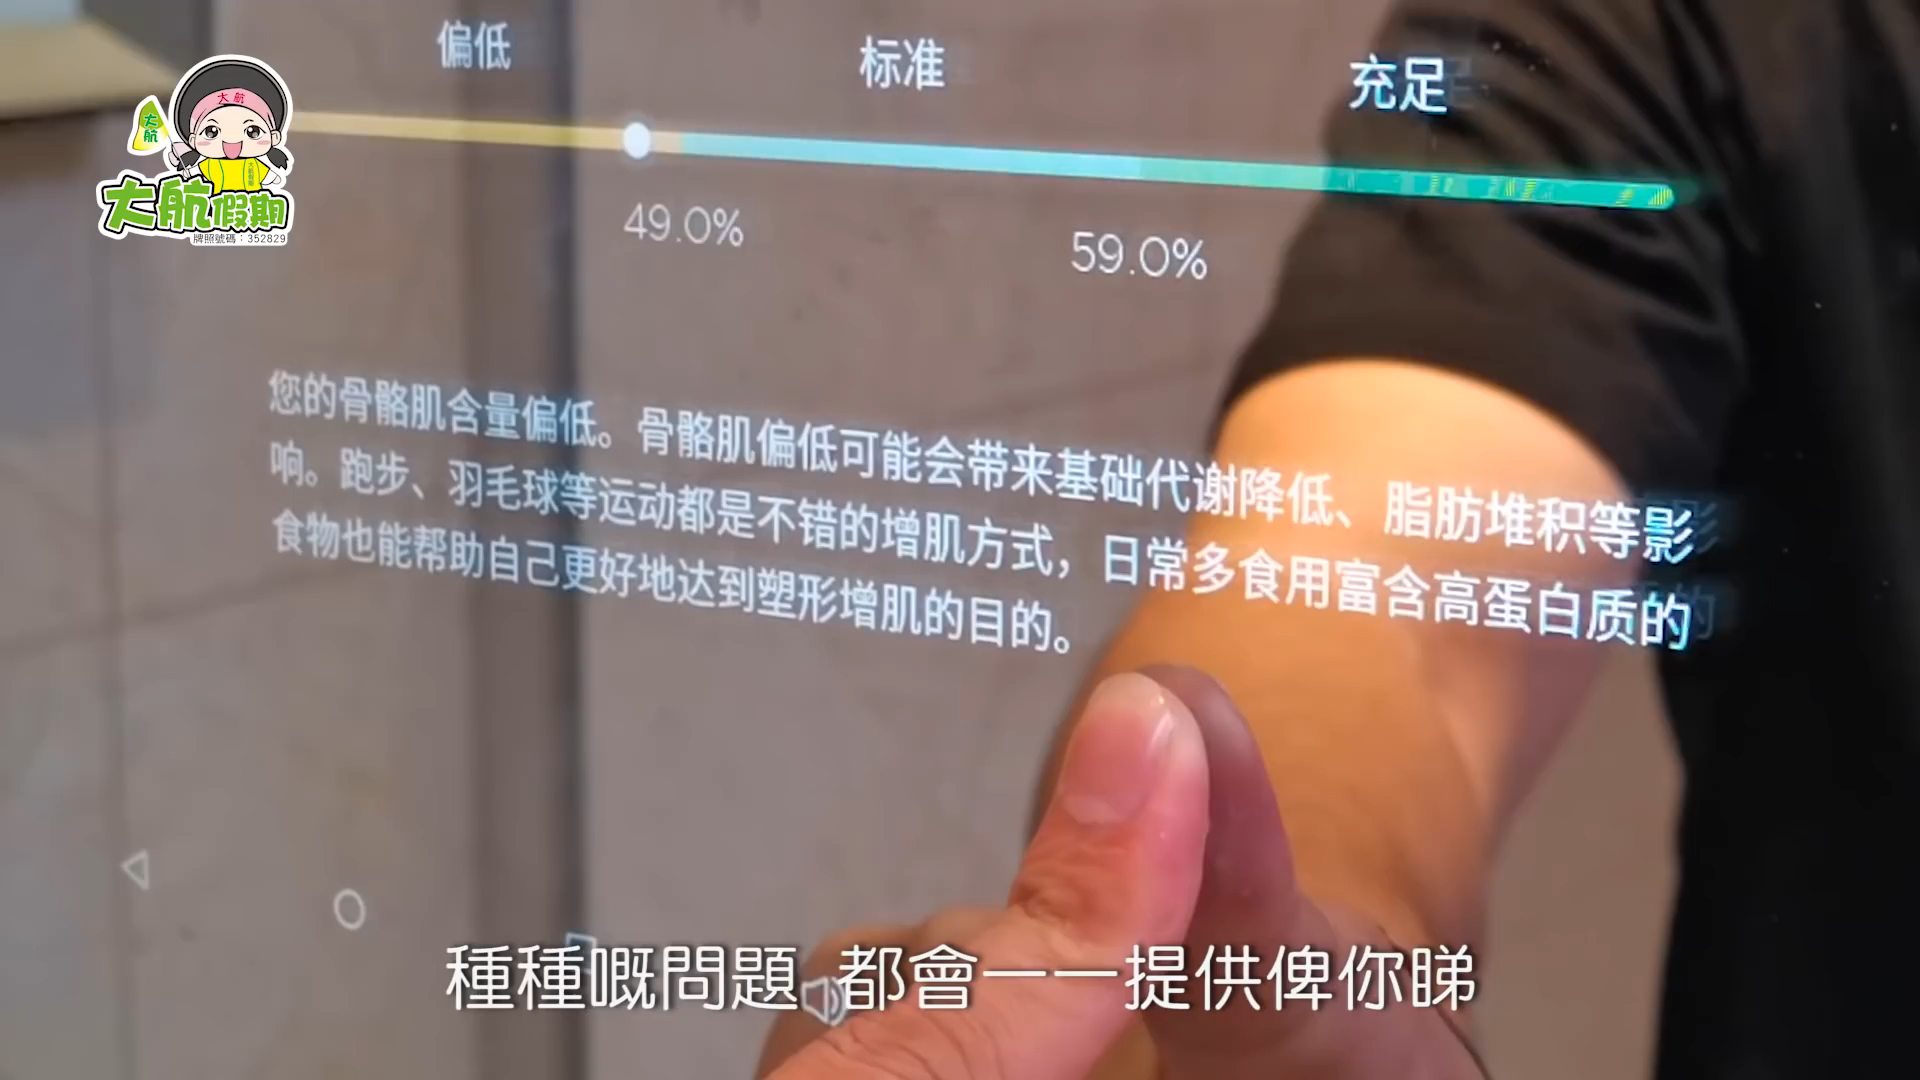 偏低
标准
充足
大航
大航
大航假期
牌照號碼：352829
49.0%
59.0%
您的骨骼肌含量偏低。骨骼肌偏低可能会带来基础代谢降低、脂肪堆积等影
响。跑步、羽毛球等运动都是不错的增肌方式，日常多食用富含高蛋白质的
食物也能帮助自己更好地达到塑形增肌的目的。
種種嘅問題 都會一一提供俾你睇